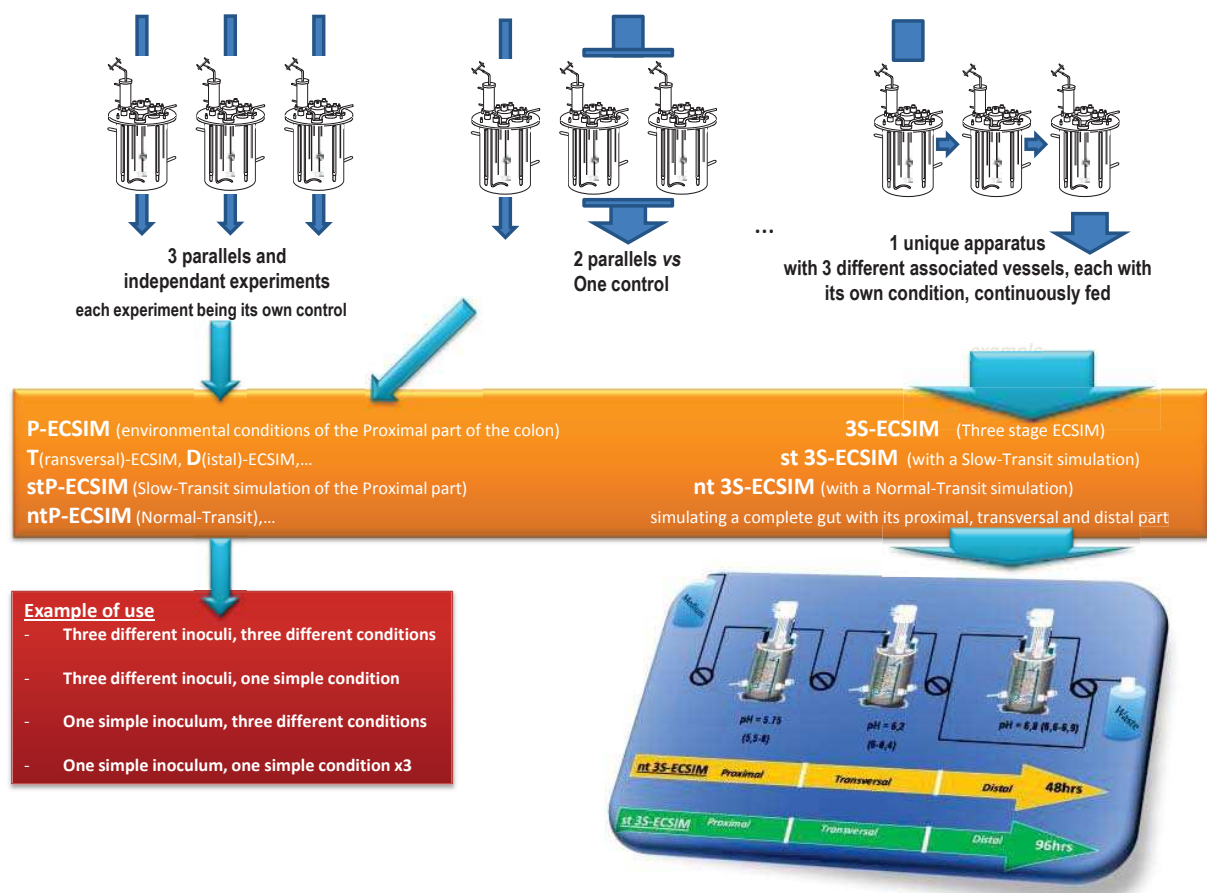 3 parallels and
independant experiments
each experiment being its own control
2 parallels vs
One control
...
1 unique apparatus
with 3 different associated vessels, each with
its own condition, continuously fed
example
P-ECSIM (environmental conditions of the Proximal part of the colon)
T(ransversal)-ECSIM, D(istal)-ECSIM,...
stP-ECSIM (Slow-Transit simulation of the Proximal part)
ntP-ECSIM (Normal-Transit),...
3S-ECSIM (Three stage ECSIM)
st 3S-ECSIM (with a Slow-Transit simulation)
nt 3S-ECSIM (with a Normal-Transit simulation)
simulating a complete gut with its proximal, transversal and distal part
Example of use
- Three different inoculi, three different conditions
- Three different inoculi, one simple condition
- One simple inoculum, three different conditions
- One simple inoculum, one simple condition x3
Medium
Waste
pH = 5.75
(5,5-6)
pH = 6,2
(6-6,4)
pH = 6,8 (6,6-6,9)
nt 3S-ECSIM Proximal Transversal Distal 48hrs
st 3S-ECSIM Proximal Transversal Distal 96hrs